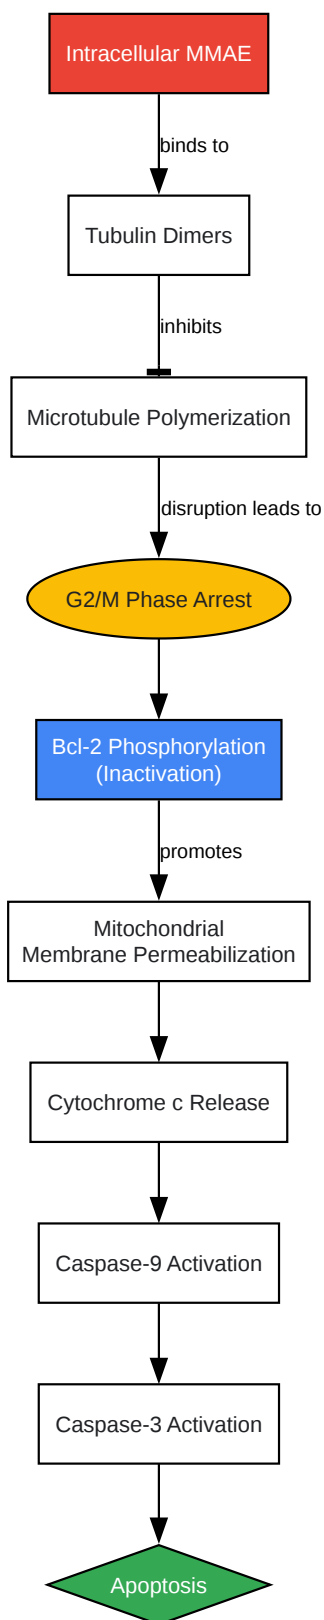 Intracellular MMAE
binds to
Tubulin Dimers
inhibits
Microtubule Polymerization
disruption leads to
G2/M Phase Arrest
Bcl-2 Phosphorylation
(Inactivation)
promotes
Mitochondrial
Membrane Permeabilization
Cytochrome c Release
Caspase-9 Activation
Caspase-3 Activation
Apoptosis